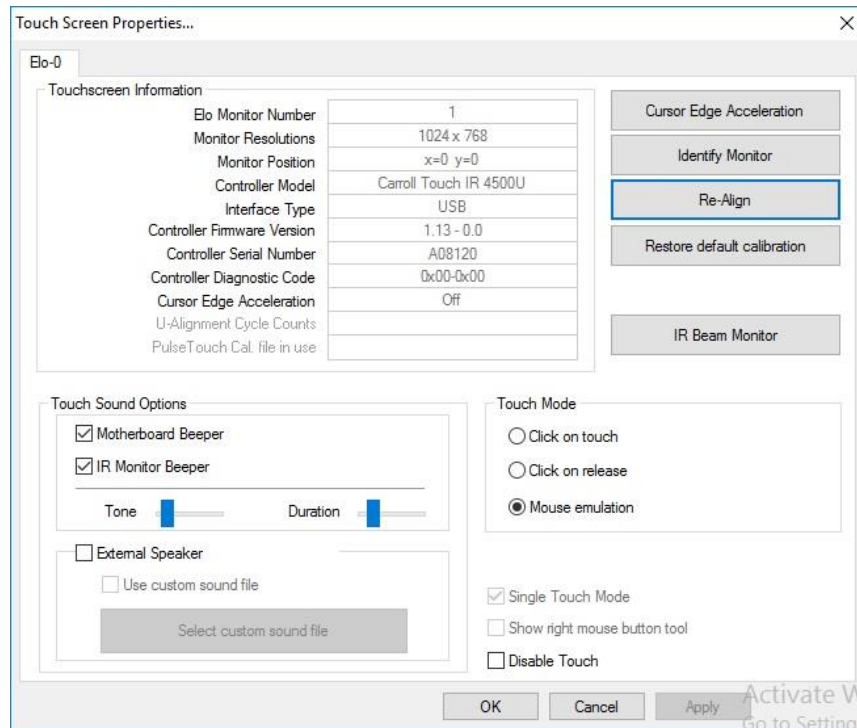 Touch Screen Properties...
Elo-0
Touchscreen Information
Elo Monitor Number 1
Monitor Resolutions 1024 x 768
Monitor Position x=0 y=0
Controller Model Carroll Touch IR 4500U
Interface Type USB
Controller Firmware Version 1.13 - 0.0
Controller Serial Number A08120
Controller Diagnostic Code 0x00-0x00
Cursor Edge Acceleration Off
U-Alignment Cycle Counts
PulseTouch Cal. file in use
Cursor Edge Acceleration
Identify Monitor
Re-Align
Restore default calibration
IR Beam Monitor
Touch Sound Options
Motherboard Beeper
IR Monitor Beeper
Tone Duration
External Speaker
Use custom sound file
Select custom sound file
Touch Mode
Click on touch
Click on release
Mouse emulation
Single Touch Mode
Show right mouse button tool
Disable Touch
OK Cancel Apply
Activate W
Go to Setting